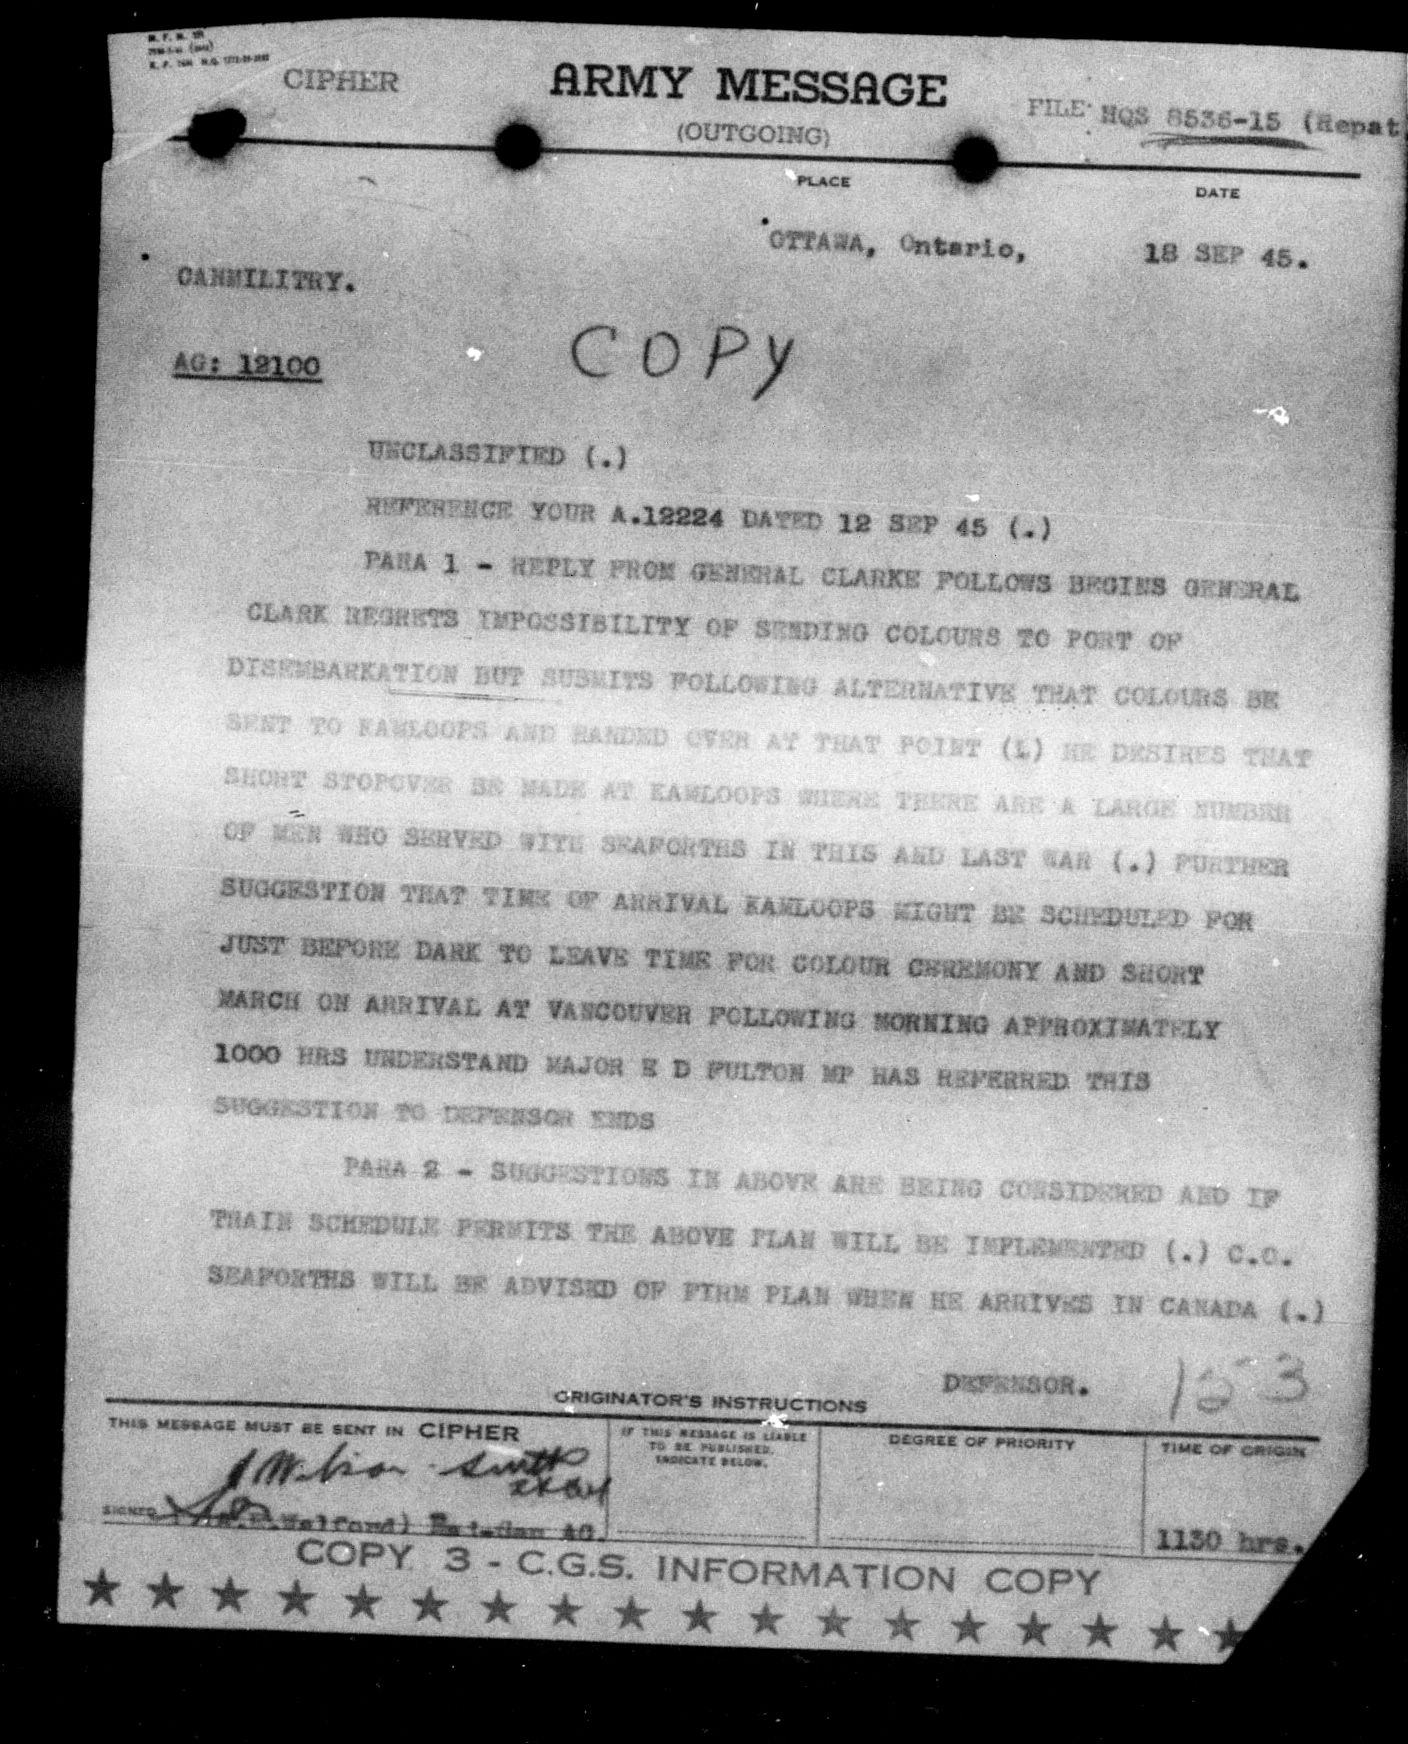 CIPHER
ARMY MESSAGE
(OUTGOING)
FILE: HQS 8536-15 (Repat
PLACE
DATE
OTTAWA, Ontario,
18 SEP 45.
CANMILITRY.
COPY
AG: 12100
UNCLASSIFIED (.)
REFERENCE YOUR A.12224 DATED 12 SEP 45 (.)
PARA 1 - REPLY FROM GENERAL CLARKE FOLLOWS BEGINS GENERAL
CLARK REGRETS IMPOSSIBILITY OF SENDING COLOURS TO PORT OF
DISEMBARKATION BUT SUBMITS FOLLOWING ALTERNATIVE THAT COLOURS BE
SENT TO KAMLOOPS AND HANDED OVER AT THAT POINT (1) HE DESIRES THAT
SHORT STOPOVER BE MADE AT KAMLOOPS WHERE THERE ARE A LARGE NUMBER
OF MEN WHO SERVED WITH SEAFORTHS IN THIS AND LAST WAR (.) FURTHER
SUGGESTION THAT TIME OF ARRIVAL KAMLOOPS MIGHT BE SCHEDULED FOR
JUST BEFORE DARK TO LEAVE TIME FOR COLOUR CEREMONY AND SHORT
MARCH ON ARRIVAL AT VANCOUVER FOLLOWING MORNING APPROXIMATELY
1000 HRS UNDERSTAND MAJOR E D FULTON MP HAS REFERRED THIS
SUGGESTION TO DEFENSOR ENDS
PARA 2 - SUGGESTIONS IN ABOVE ARE BEING CONSIDERED AND IF
TRAIN SCHEDULE PERMITS THE ABOVE PLAN WILL BE IMPLEMENTED (.) C.O.
SEAFORTHS WILL BE ADVISED OF FIRM PLAN WHEN HE ARRIVES IN CANADA (.)
DEFENSOR.
153
ORIGINATOR'S INSTRUCTIONS
THIS MESSAGE MUST BE SENT IN CIPHER
IF THIS MESSAGE IS LIABLE
TO BE PUBLISHED,
INDICATE BELOW.
DEGREE OF PRIORITY
TIME OF ORIGIN
Smith
SIGNED
Welford) AG.
1130 hrs.
COPY 3 - C.G.S. INFORMATION COPY